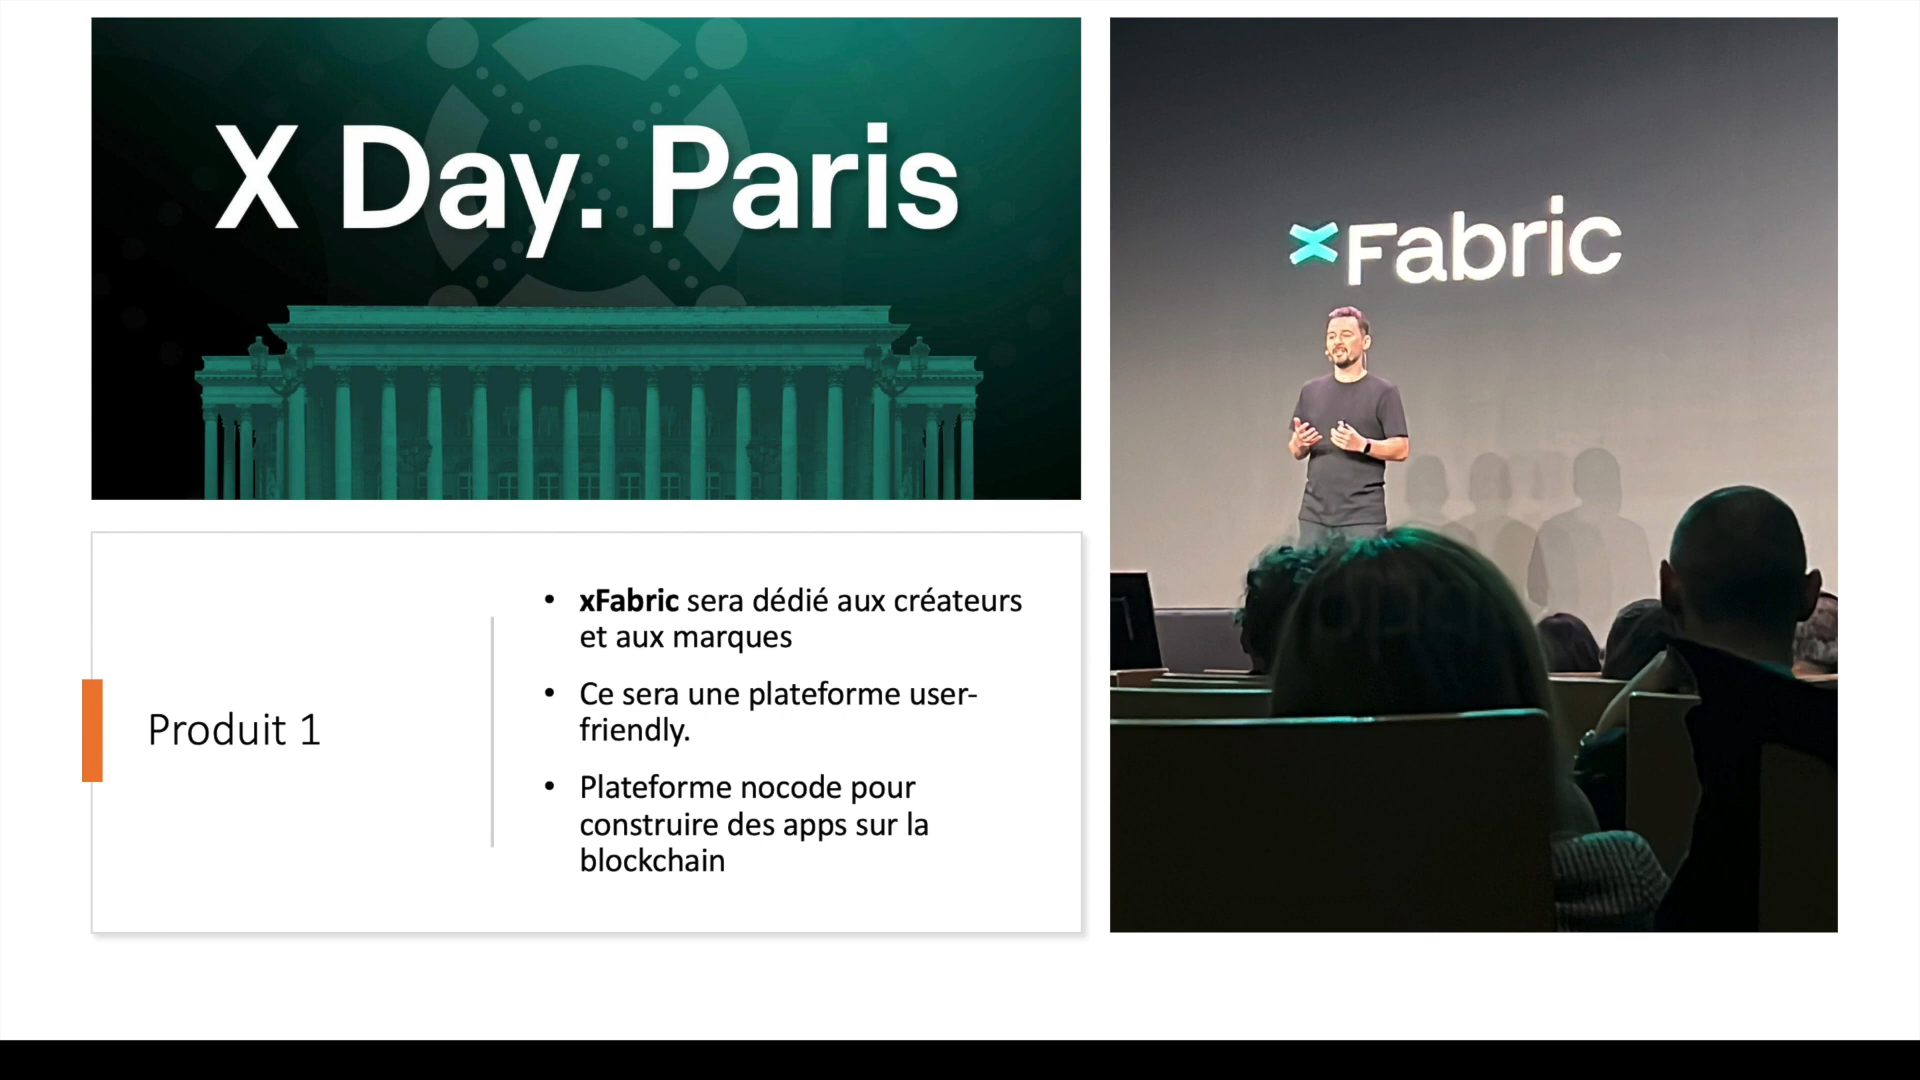 X Day. Paris
xFabric
Produit 1
• xFabric sera dédié aux créateurs
et aux marques
• Ce sera une plateforme user-
friendly.
• Plateforme nocode pour
construire des apps sur la
blockchain